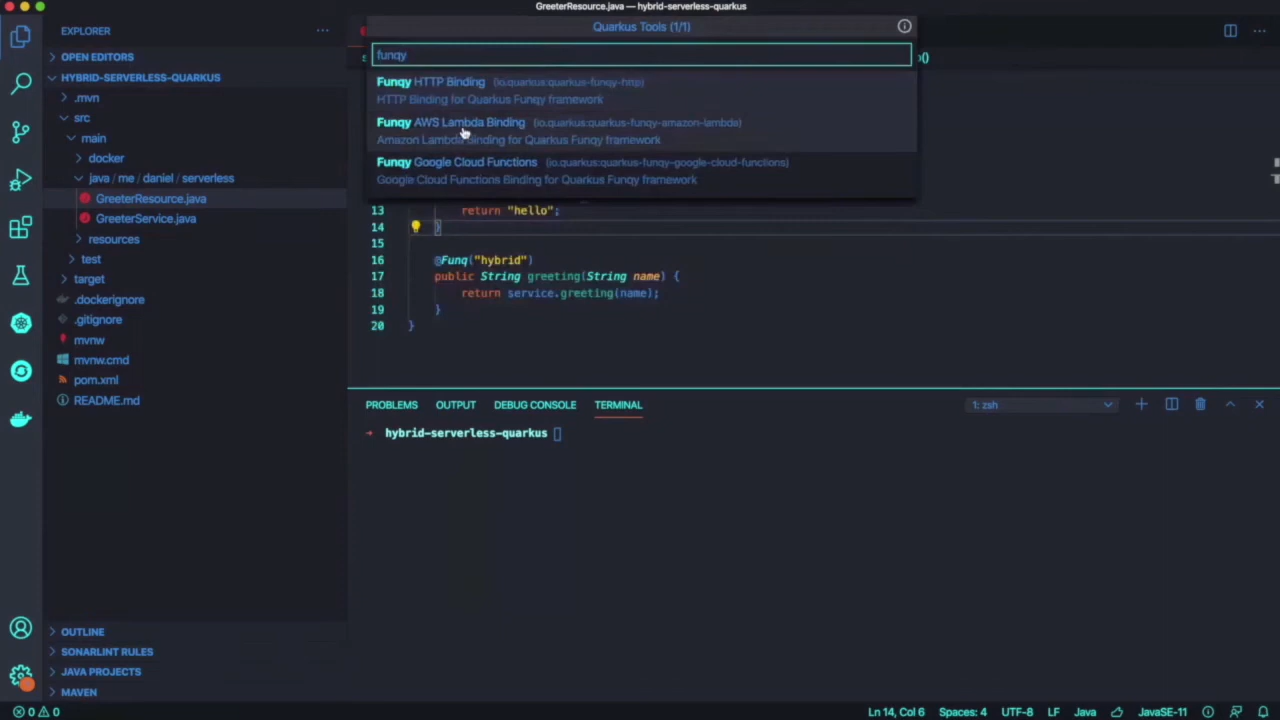 GreeterResource.java — hybrid-serverless-quarkus
EXPLORER
OPEN EDITORS
HYBRID-SERVERLESS-QUARKUS
.mvn
src
main
docker
java / me / daniel / serverless
GreeterResource.java
GreeterService.java
resources
test
target
.dockerignore
.gitignore
mvnw
mvnw.cmd
pom.xml
README.md
OUTLINE
SONARLINT RULES
JAVA PROJECTS
MAVEN
Quarkus Tools (1/1)
funqy
Funqy HTTP Binding (io.quarkus:quarkus-funqy-http)
HTTP Binding for Quarkus Funqy framework
Funqy AWS Lambda Binding (io.quarkus:quarkus-funqy-amazon-lambda)
Amazon Lambda Binding for Quarkus Funqy framework
Funqy Google Cloud Functions (io.quarkus:quarkus-funqy-google-cloud-functions)
Google Cloud Functions Binding for Quarkus Funqy framework
13 return "hello";
14 }
15
16 @Funq("hybrid")
17 public String greeting(String name) {
18 return service.greeting(name);
19 }
20 }
PROBLEMS OUTPUT DEBUG CONSOLE TERMINAL 1: zsh
→ hybrid-serverless-quarkus
0 0 Ln 14, Col 6 Spaces: 4 UTF-8 LF Java JavaSE-11